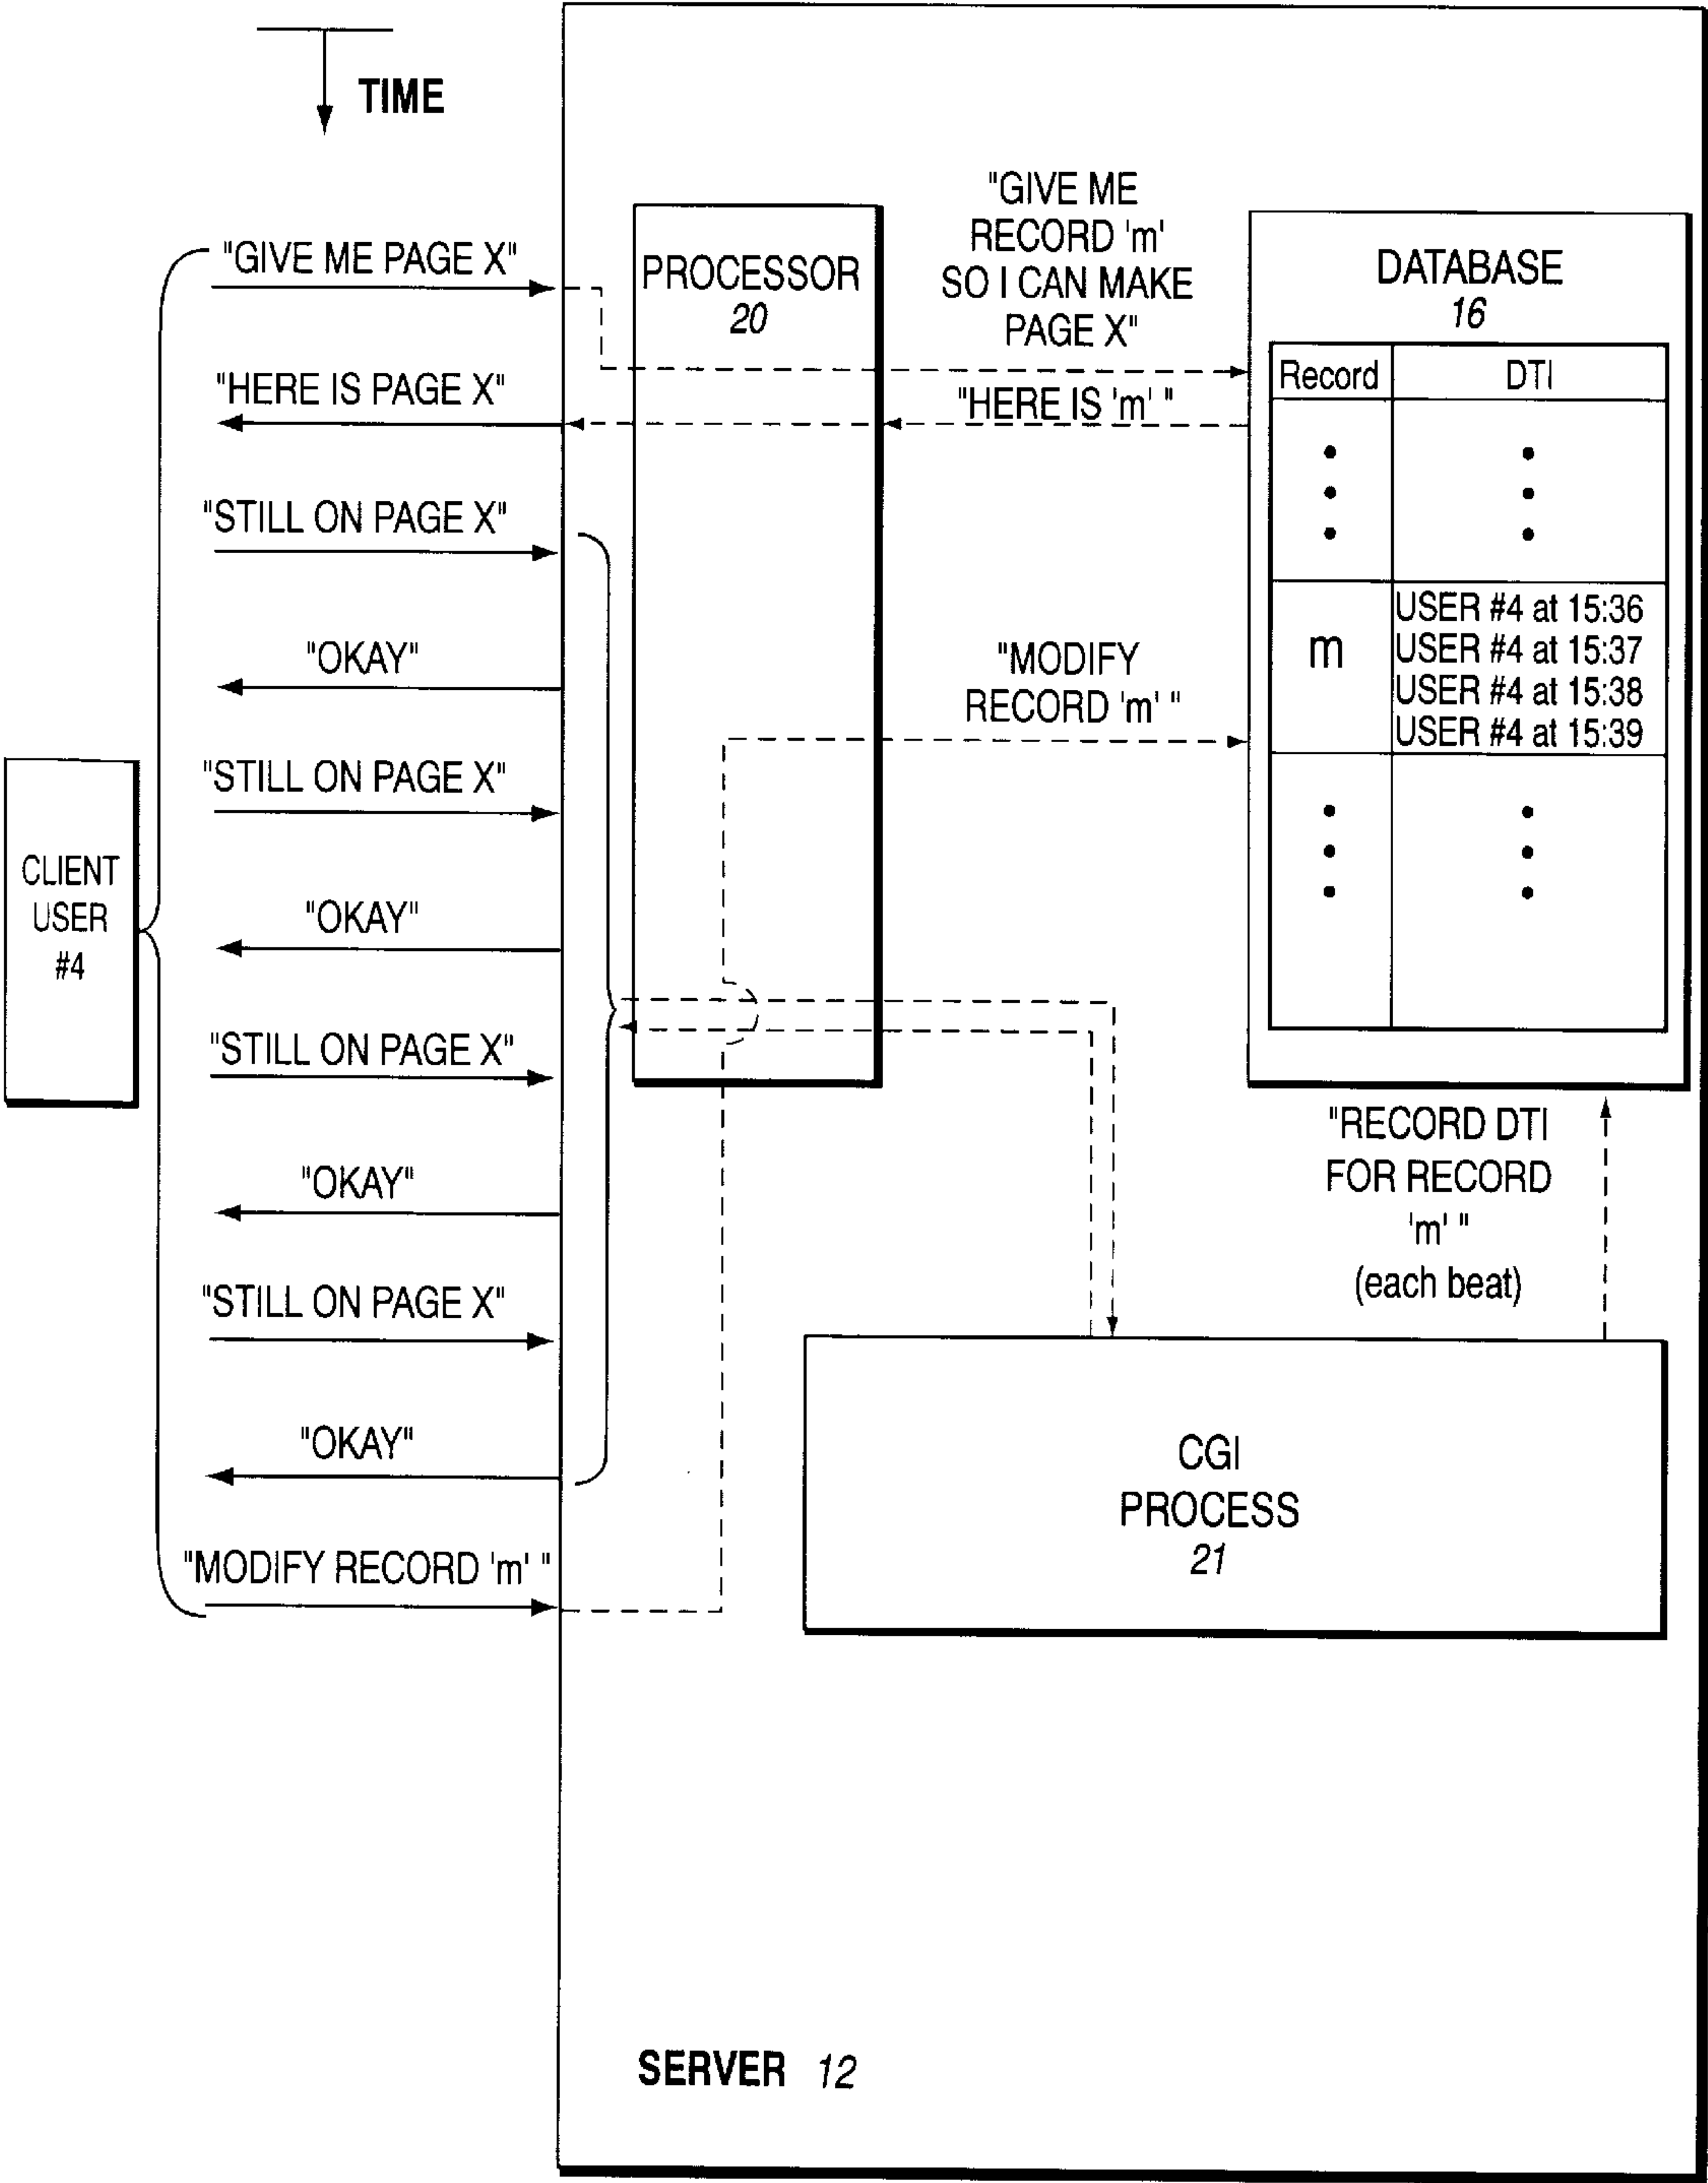 TIME
"GIVE ME PAGE X"
"HERE IS PAGE X"
"STILL ON PAGE X"
"OKAY"
"STILL ON PAGE X"
"OKAY"
"STILL ON PAGE X"
"OKAY"
"STILL ON PAGE X"
"OKAY"
"MODIFY RECORD 'm' "
CLIENT
USER
#4
PROCESSOR
20
"GIVE ME
RECORD 'm'
SO I CAN MAKE
PAGE X"
"HERE IS 'm' "
"MODIFY
RECORD 'm' "
DATABASE
16
Record DTI
m
USER #4 at 15:36
USER #4 at 15:37
USER #4 at 15:38
USER #4 at 15:39
"RECORD DTI
FOR RECORD
'm' "
(each beat)
CGI
PROCESS
21
SERVER 12